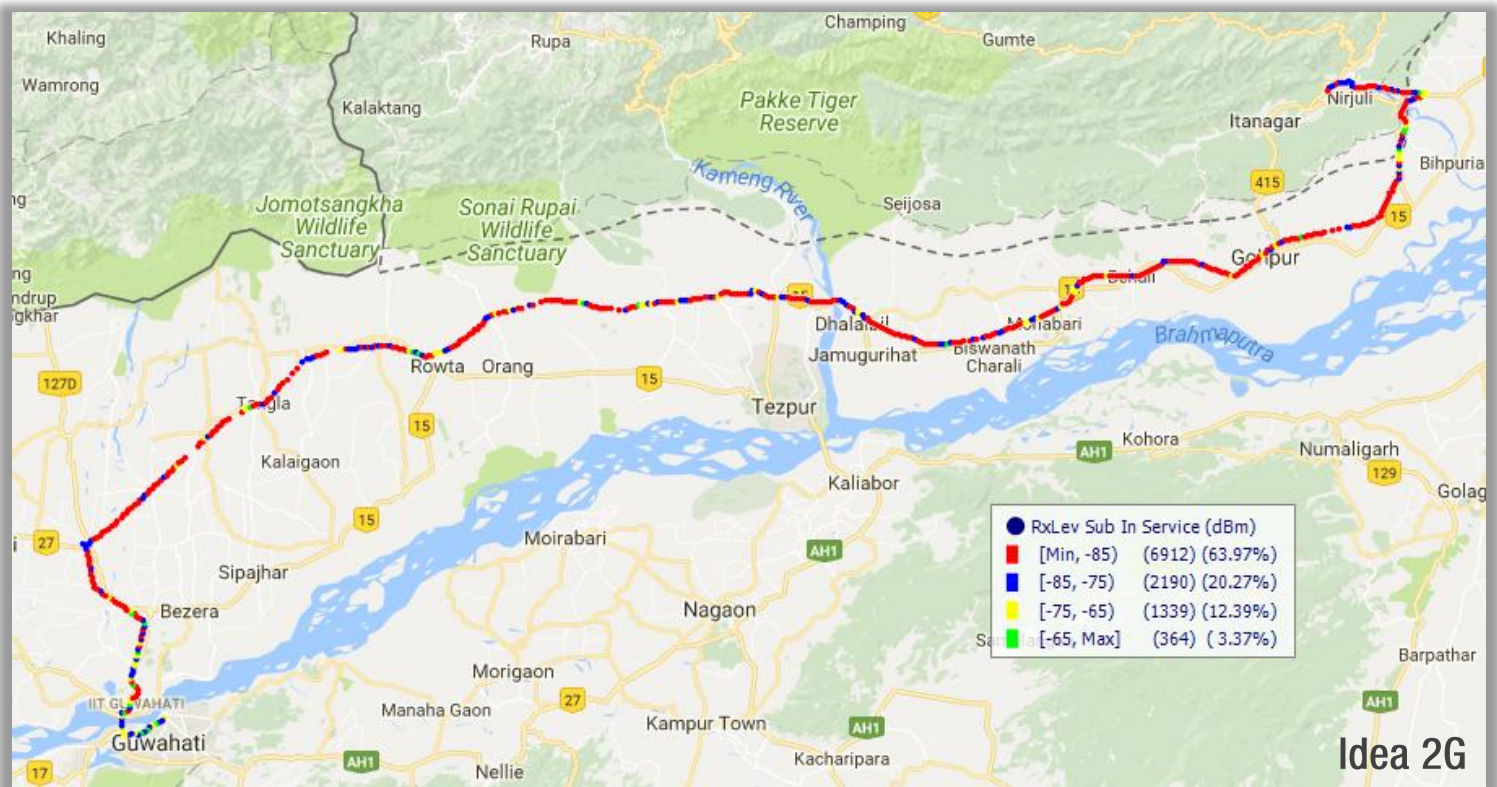 Khaling
Wamrong
Rupa
Champing
Gumte
Kalaktang
Pakke Tiger
Reserve
Nirjuli
Itanagar
Bihpuria
Kameng River
415
Seijosa
Jomotsangkha
Wildlife
Sanctuary
Sonai Rupai
Wildlife
Sanctuary
15
Dhalaibil
Jamugurihat
Biswanath
Charali
Brahmaputra
127D
Rowta
Orang
15
Tangla
Tezpur
15
Kohora
AH1
Numaligarh
129
Kalaigaon
Kaliabor
15
27
Moirabari
AH1
Sipajhar
Bezera
Nagaon
RxLev Sub In Service (dBm)
[Min, -85) (6912) (63.97%)
[-85, -75) (2190) (20.27%)
[-75, -65) (1339) (12.39%)
[-65, Max] (364) ( 3.37%)
Barpathar
Morigaon
27
AH1
IIT GUWAHATI
Manaha Gaon
Kampur Town
AH1
Guwahati
Kacharipara
Idea 2G
17
AH1
Nellie